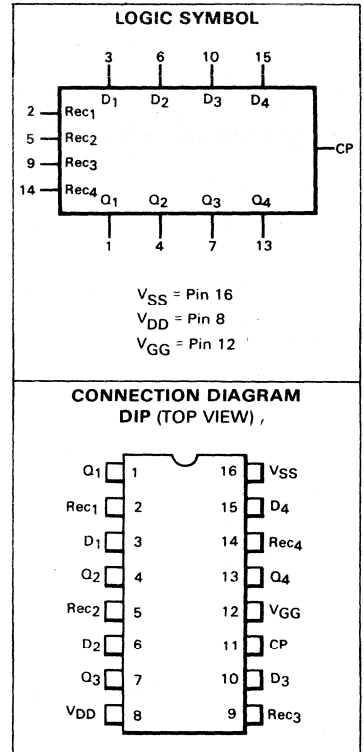 LOGIC SYMBOL
3 6 10 15
D1 D2 D3 D4
2 Rec1
5 Rec2
9 Rec3
14 Rec4
CP
Q1 Q2 Q3 Q4
1 4 7 13
VSS = Pin 16
VDD = Pin 8
VGG = Pin 12
CONNECTION DIAGRAM
DIP (TOP VIEW)
Q1 1 16 VSS
Rec1 2 15 D4
D1 3 14 Rec4
Q2 4 13 Q4
Rec2 5 12 VGG
D2 6 11 CP
Q3 7 10 D3
VDD 8 9 Rec3